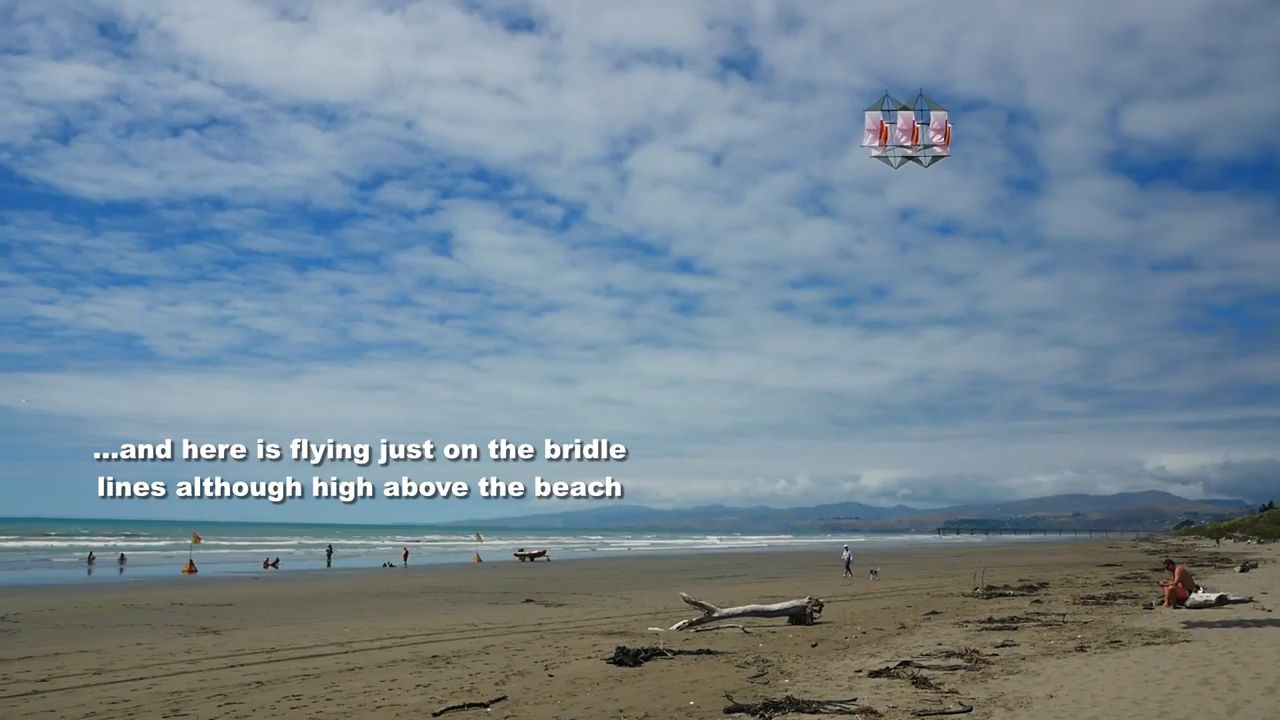 ...and here is flying just on the bridle
lines although high above the beach